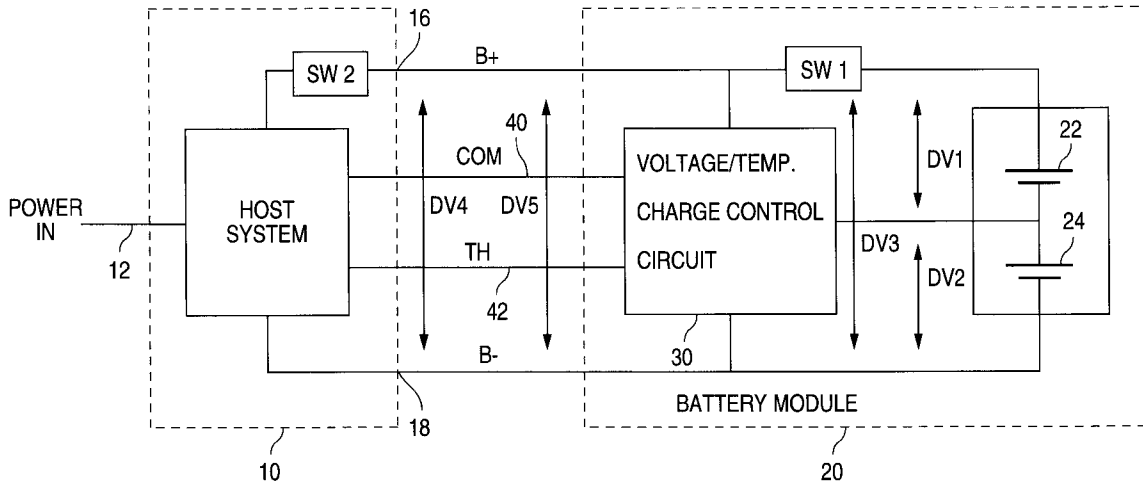 16
B+
SW 2
SW 1
40
22
COM
VOLTAGE/TEMP.
DV1
POWER
IN
HOST
SYSTEM
DV4
DV5
CHARGE CONTROL
24
12
TH
CIRCUIT
DV3
DV2
42
B-
30
18
BATTERY MODULE
10
20